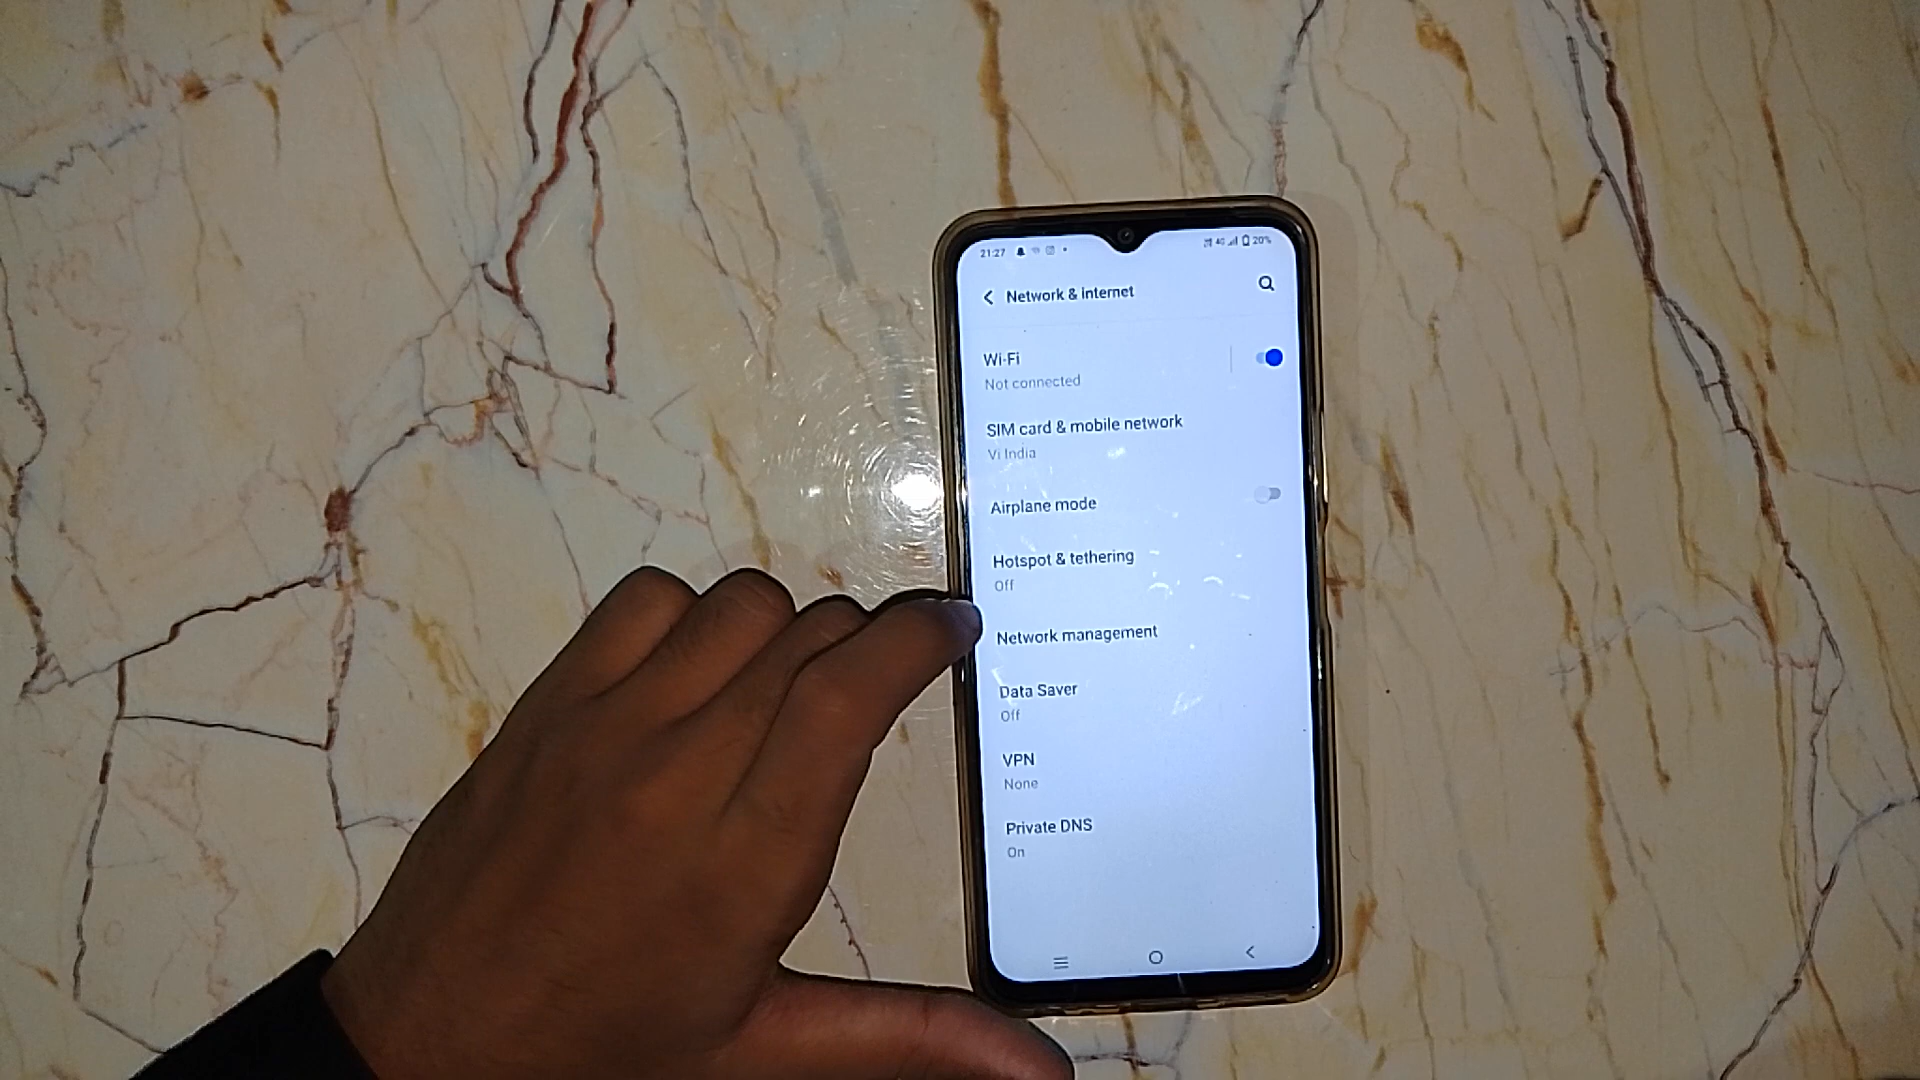 21:27 4G 20%
Network & internet
Wi-Fi
Not connected
SIM card & mobile network
Vi India
Airplane mode
Hotspot & tethering
Off
Network management
Data Saver
Off
VPN
None
Private DNS
On